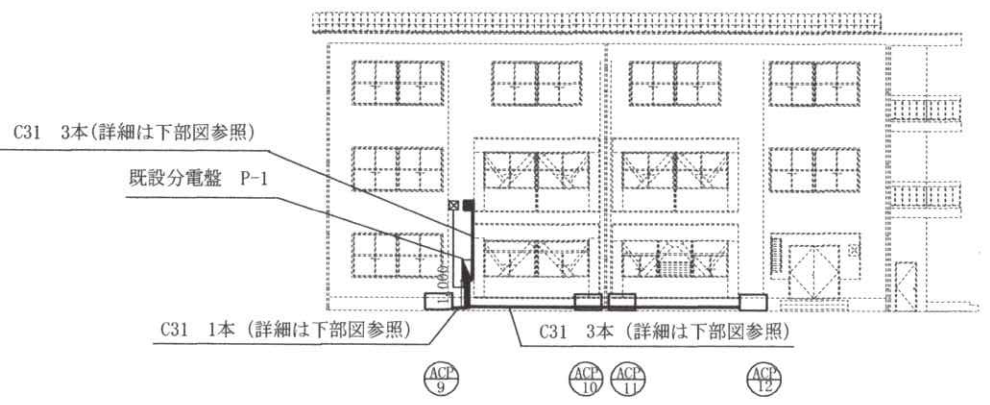 C31 3本(詳細は下部図参照)
既設分電盤 P-1
1,000
C31 1本 (詳細は下部図参照)
C31 3本 (詳細は下部図参照)
ACP
9
ACP
10
ACP
11
ACP
12